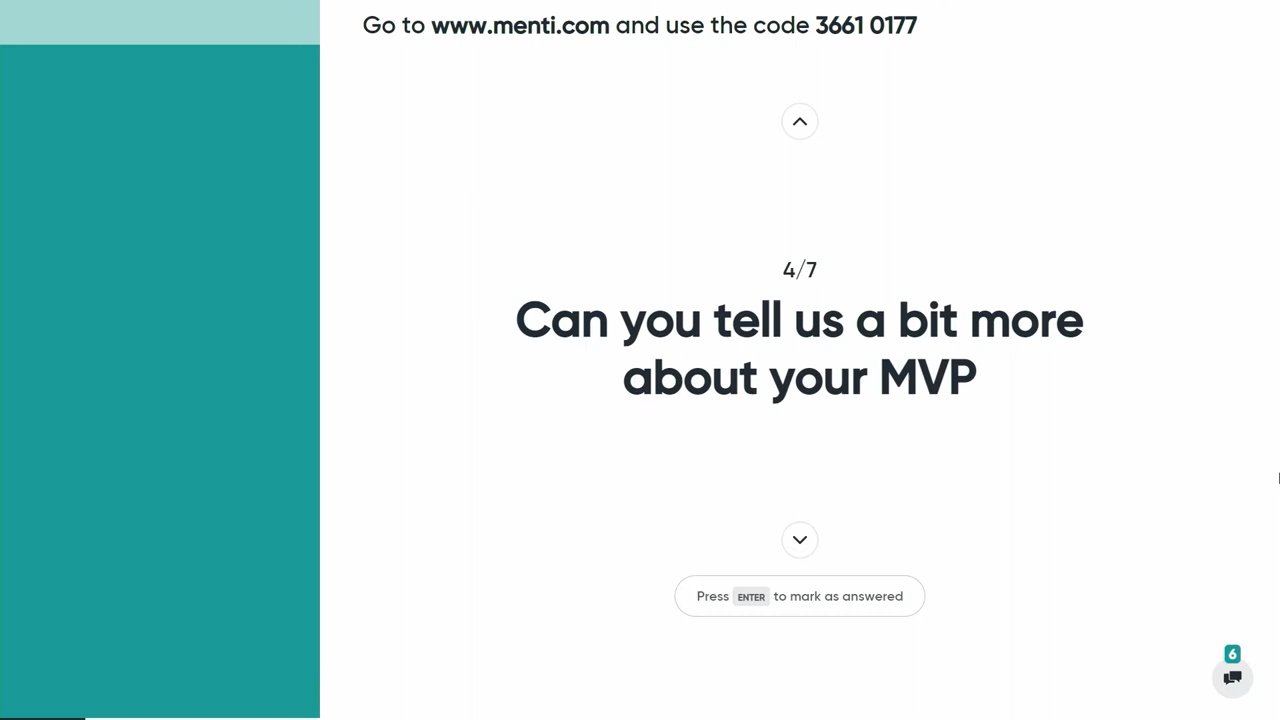 Go to www.menti.com and use the code 3661 0177
4/7
Can you tell us a bit more
about your MVP
Press ENTER to mark as answered
6